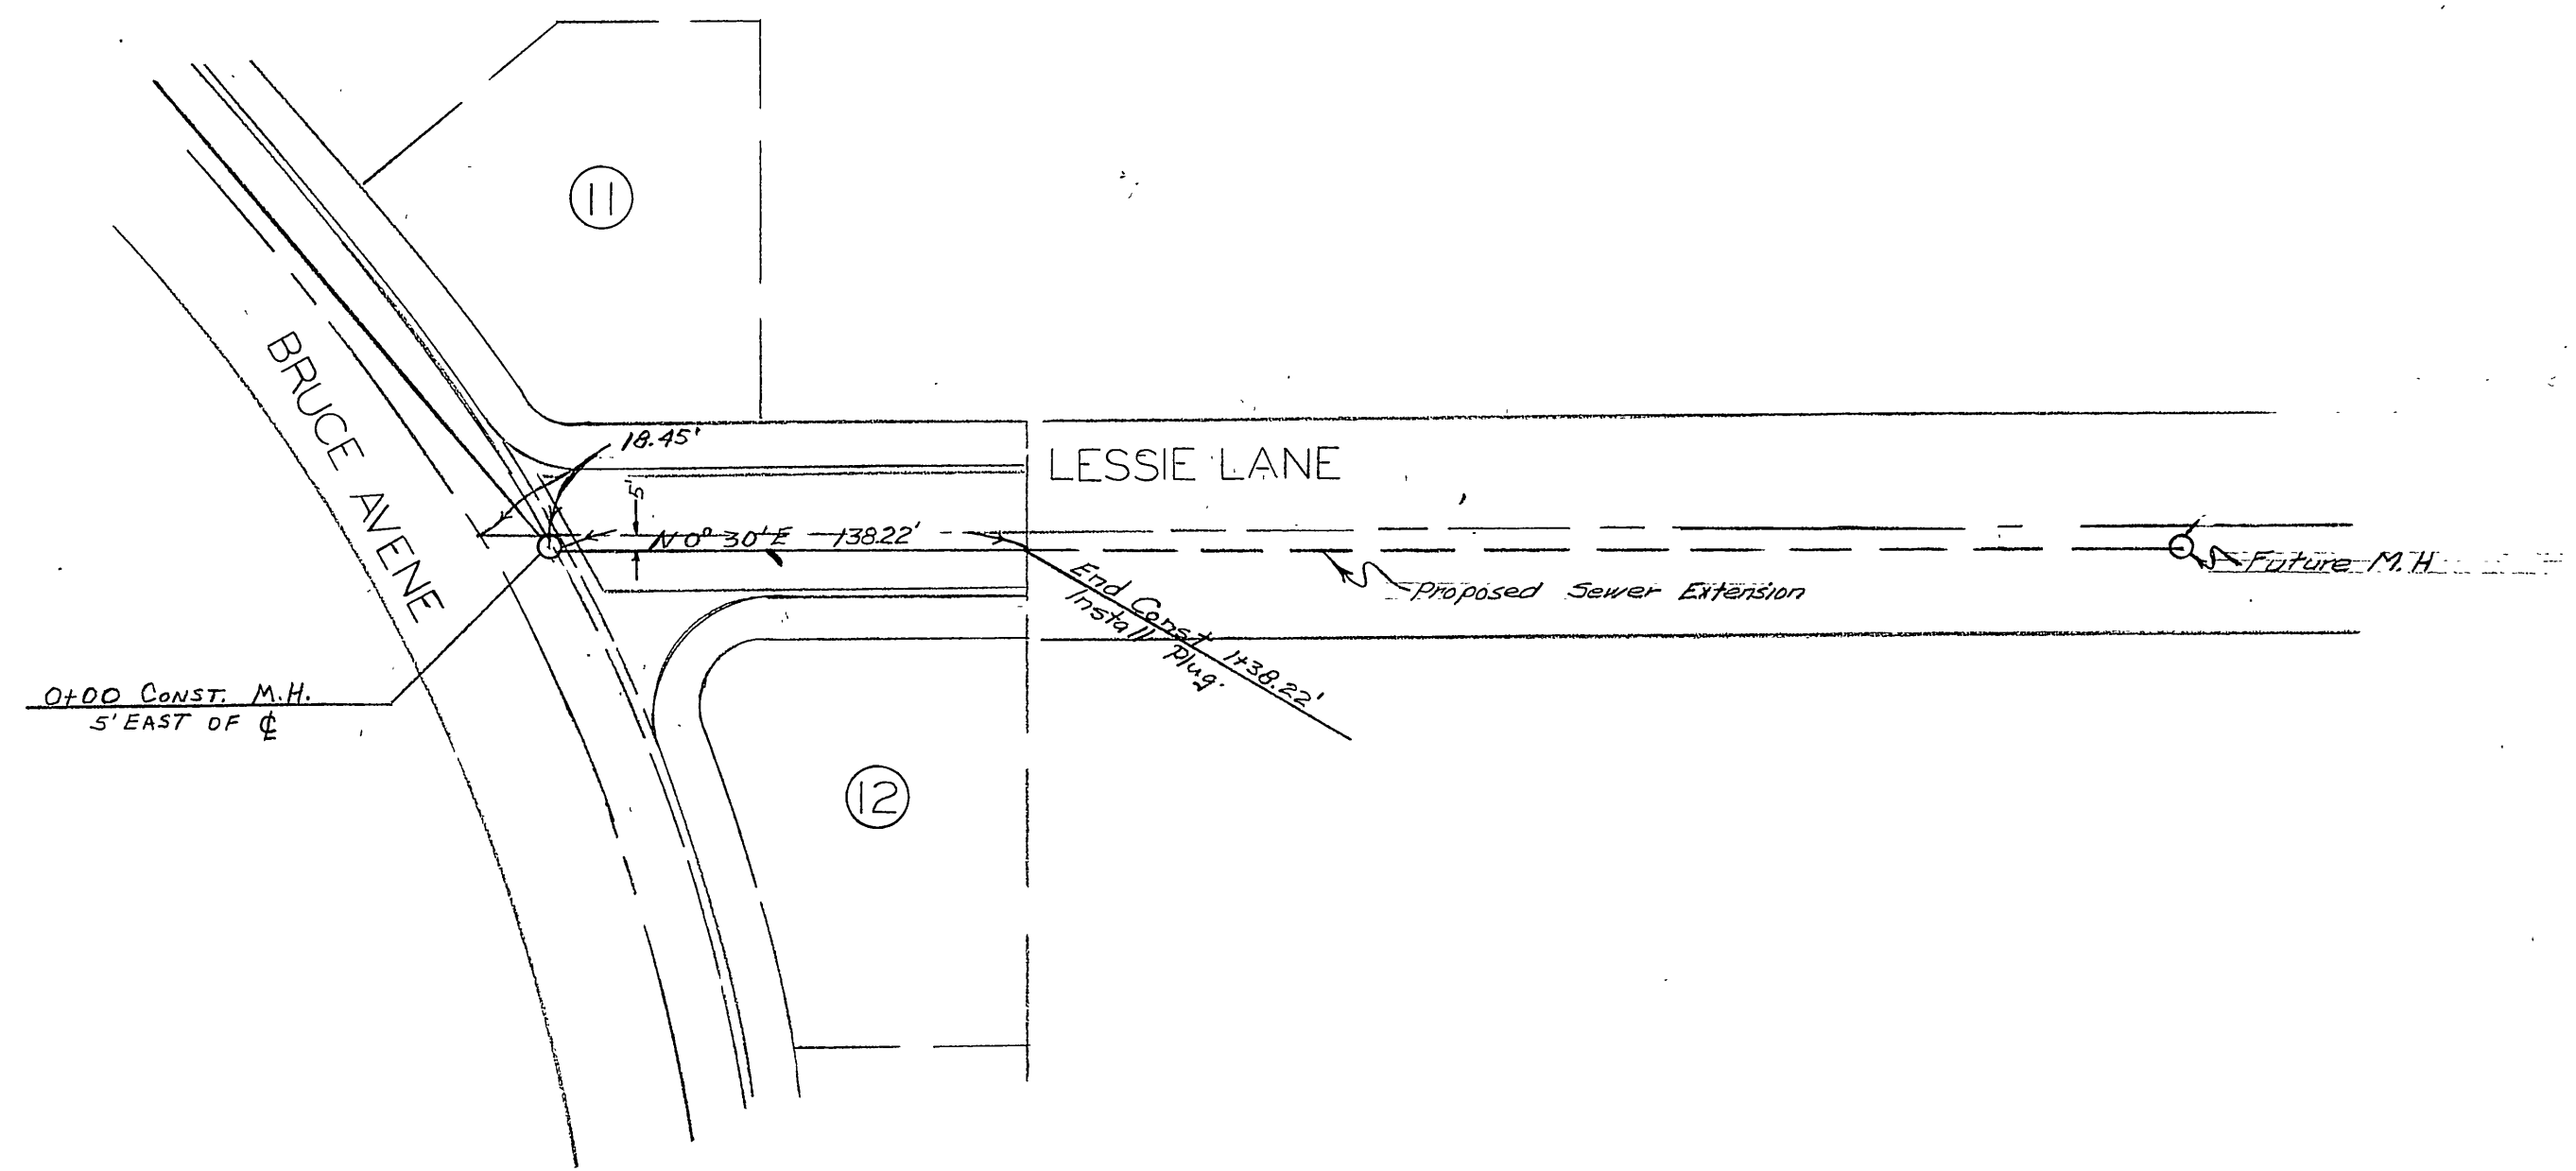 11
BRUCE AVENE
18.45'
LESSIE LANE
5'
N 0° 30' E 138.22'
Future M.H
Proposed Sewer Extension
End Const 1+38.22'
Install Plug.
0+00 CONST. M.H.
5' EAST OF ℄
12